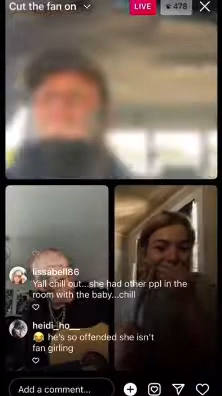 Cut the fan on
LIVE
478
lissabell86
Yall chill out...she had other ppl in the
room with the baby...chill
heidi_ho__
😂 he's so offended she isn't
fan girling
Add a comment...